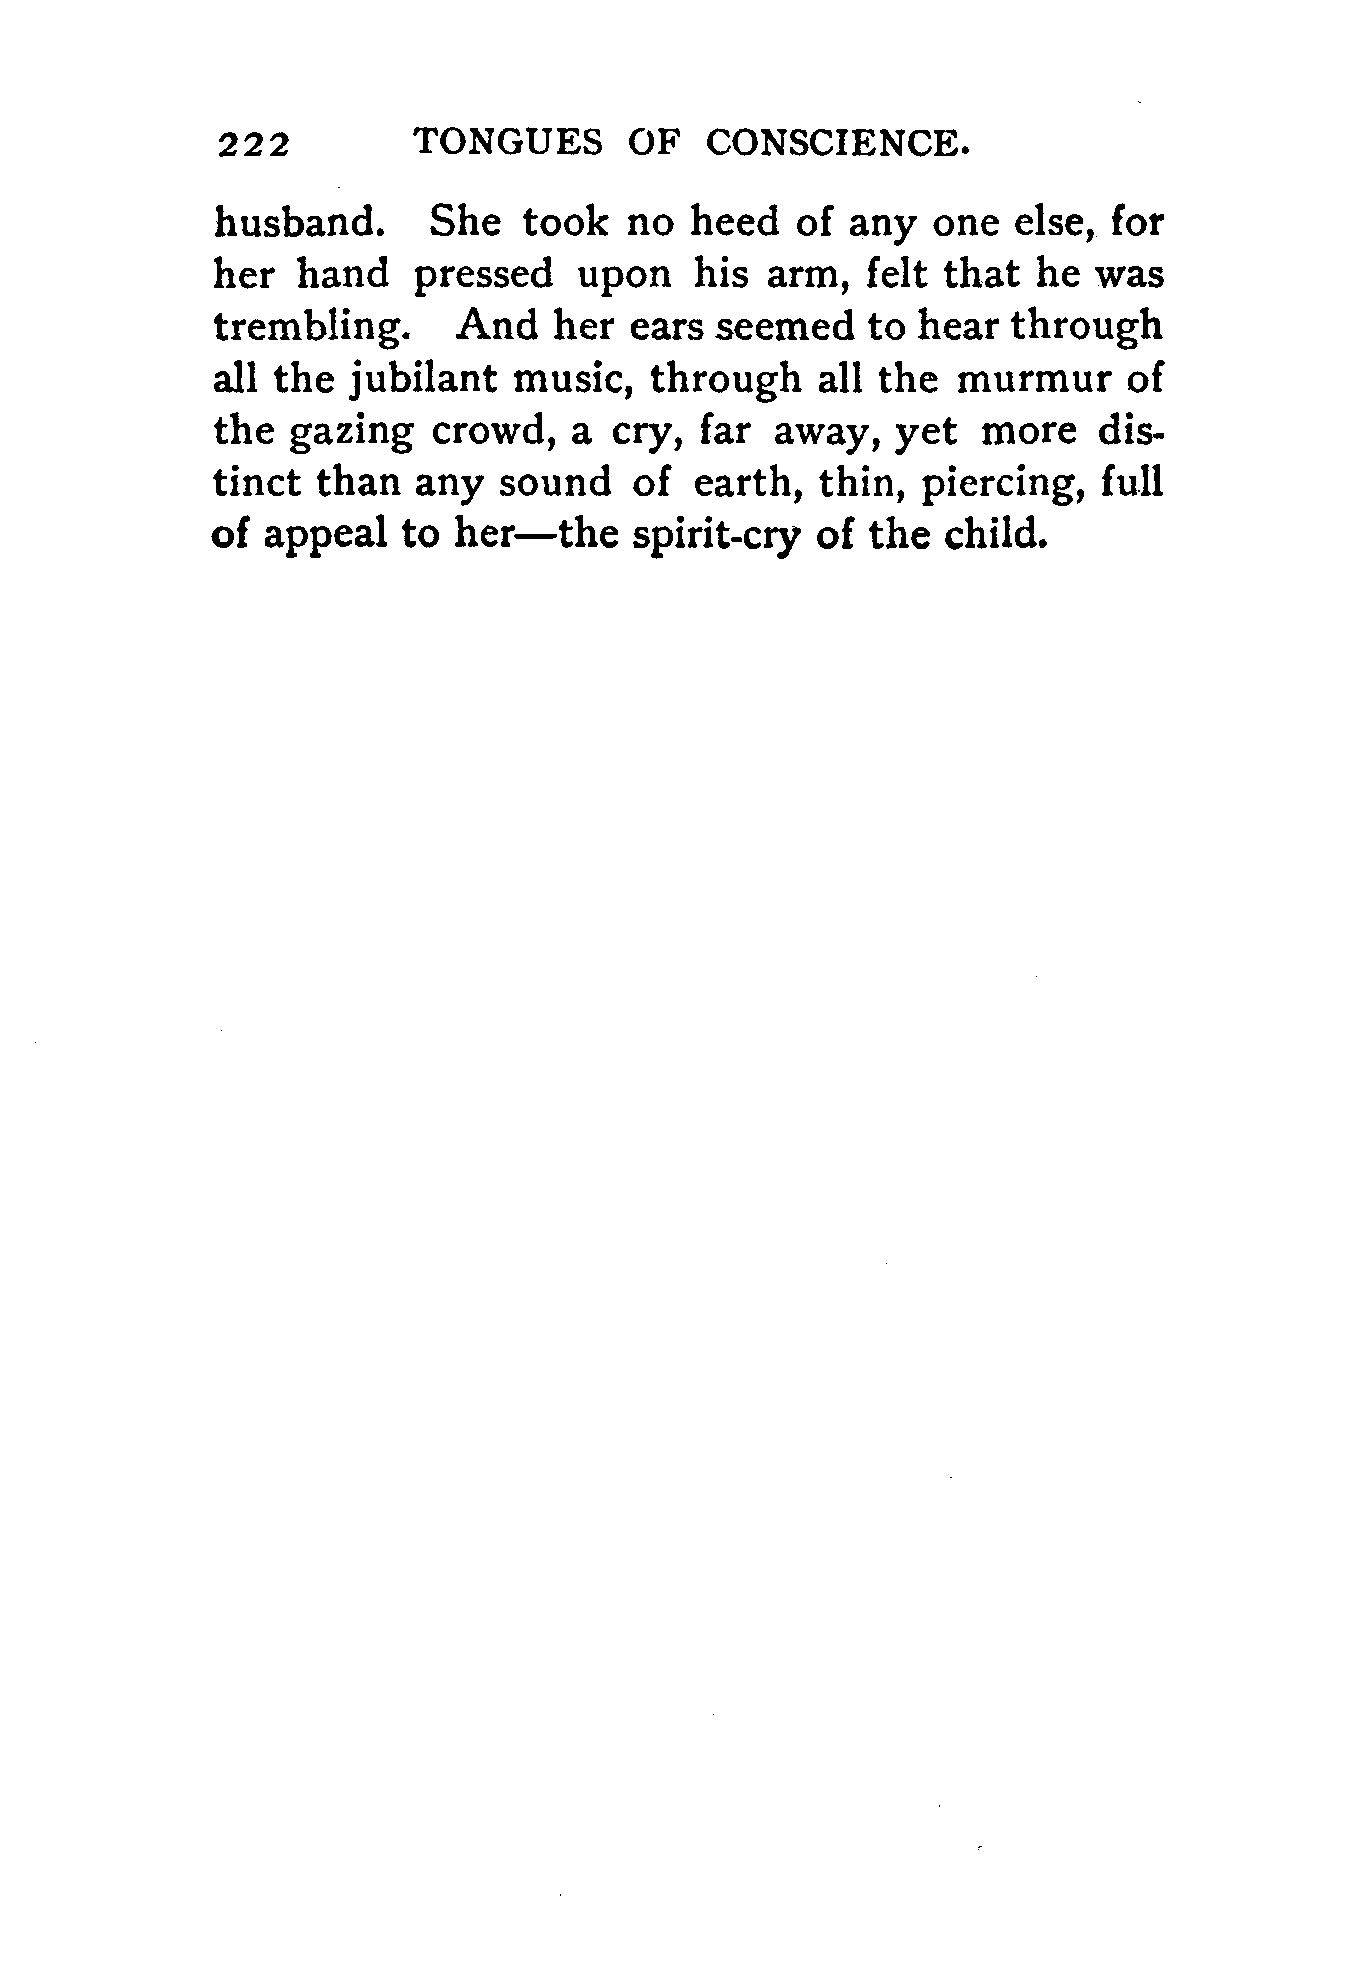 222 TONGUES OF CONSCIENCE.
husband. She took no heed of any one else, for
her hand pressed upon his arm, felt that he was
trembling. And her ears seemed to hear through
all the jubilant music, through all the murmur of
the gazing crowd, a cry, far away, yet more dis-
tinct than any sound of earth, thin, piercing, full
of appeal to her—the spirit-cry of the child.